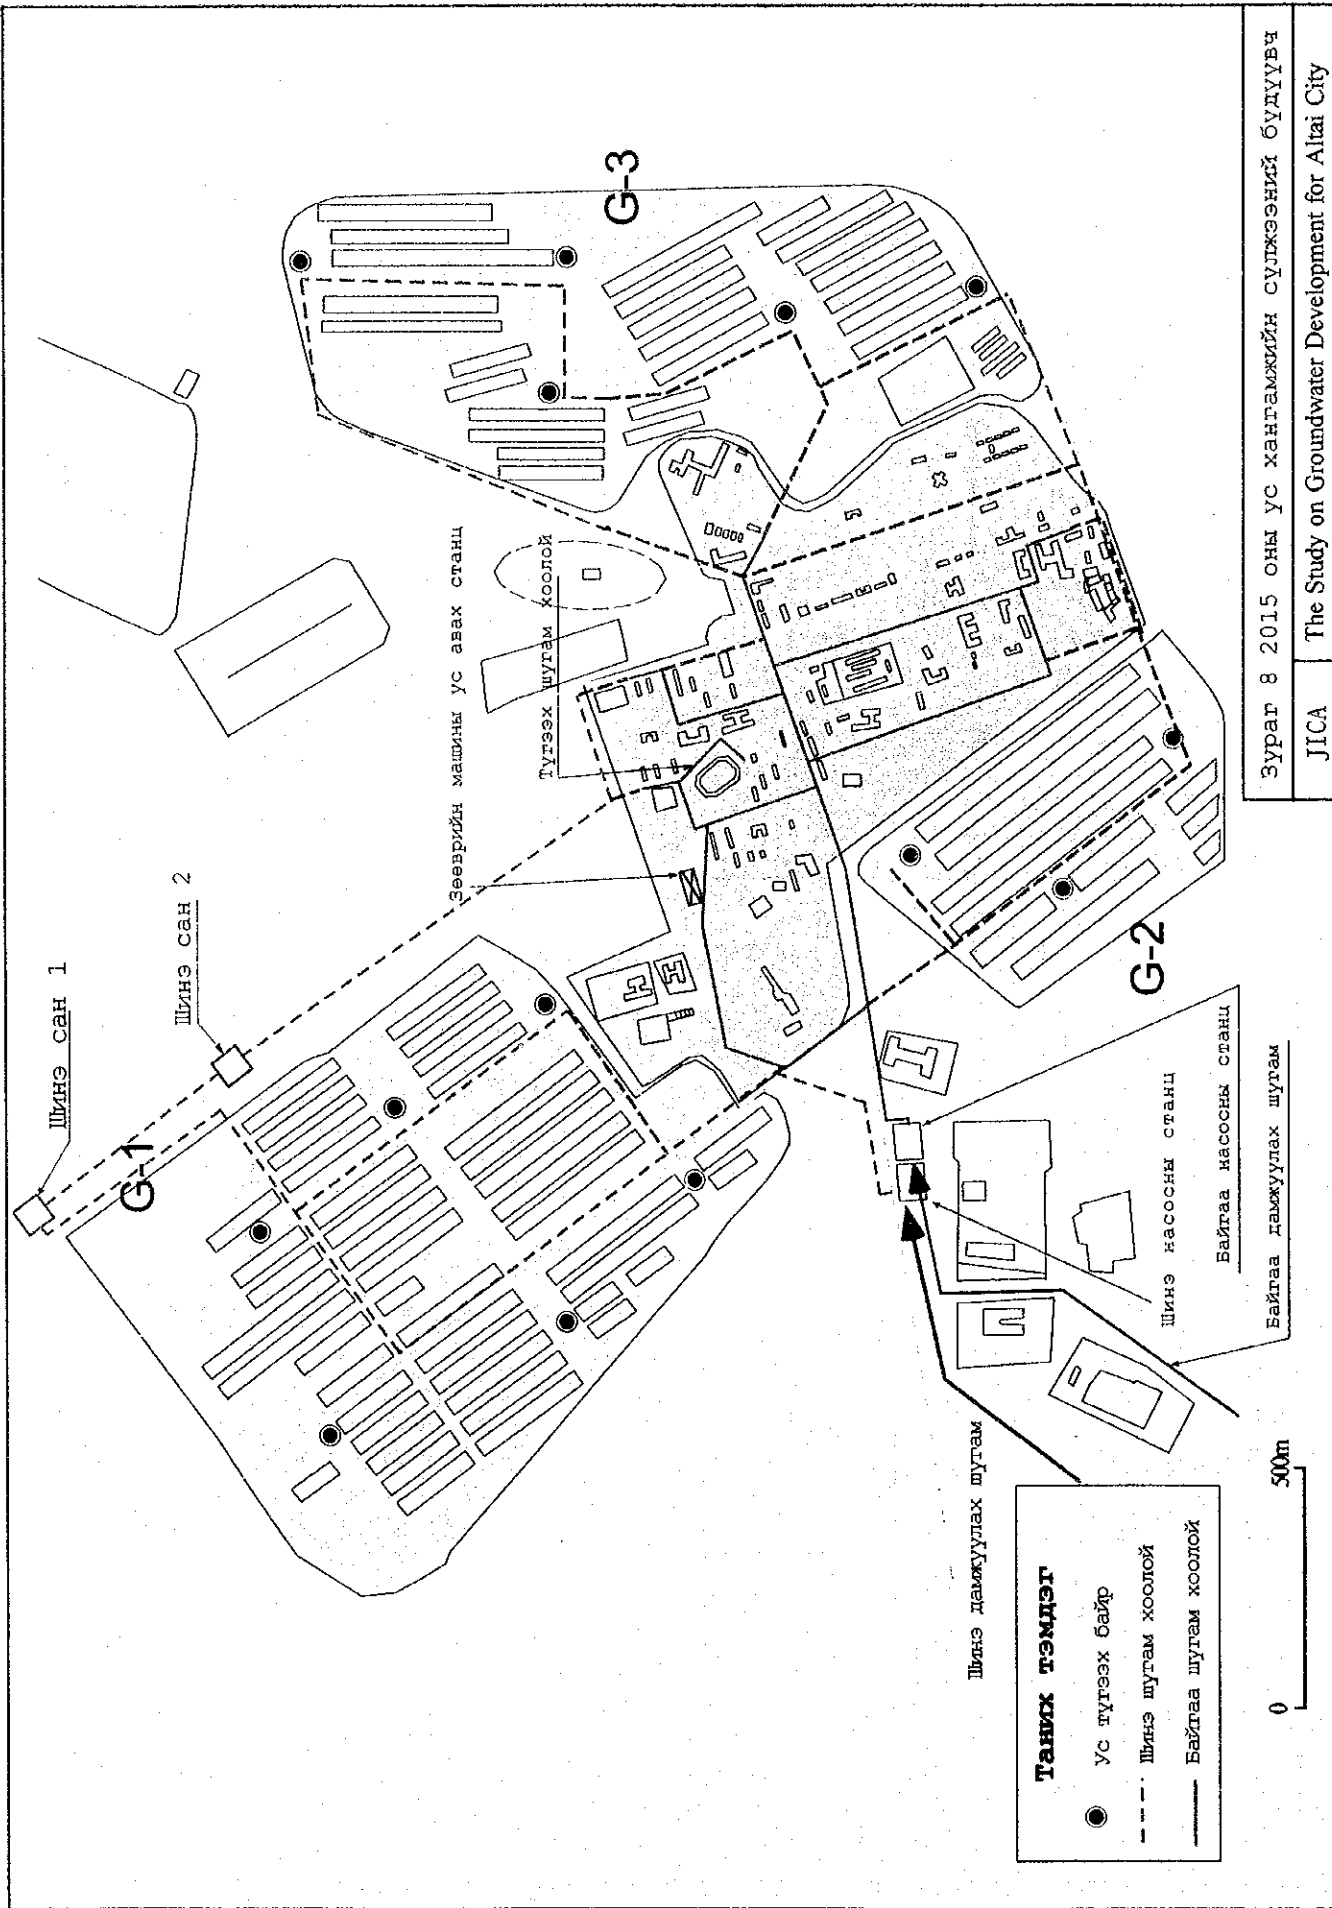 Шинэ сан 1
Шинэ сан 2
G-1
Зөөврийн машины ус авах станц
Түгээх шугам хоолой
G-3
G-2
Шинэ дамжуулах шугам
Шинэ насосны станц
Байгаа насосны станц
Байгаа дамжуулах шугам
Таних тэмдэг
Ус түгээх байр
Шинэ шугам хоолой
Байгаа шугам хоолой
0 500m
Зураг 8 2015 оны ус хангамжийн сүлжээний бүдүүвч
JICA The Study on Groundwater Development for Altai City